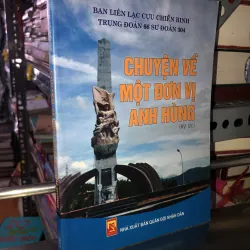 BAN LIÊN LẠC CỰU CHIẾN BINH
TRUNG ĐOÀN 66 SƯ ĐOÀN 304
CHUYỆN VỀ
MỘT ĐƠN VỊ
ANH HÙNG
NHÀ XUẤT BẢN QUÂN ĐỘI NHÂN DÂN